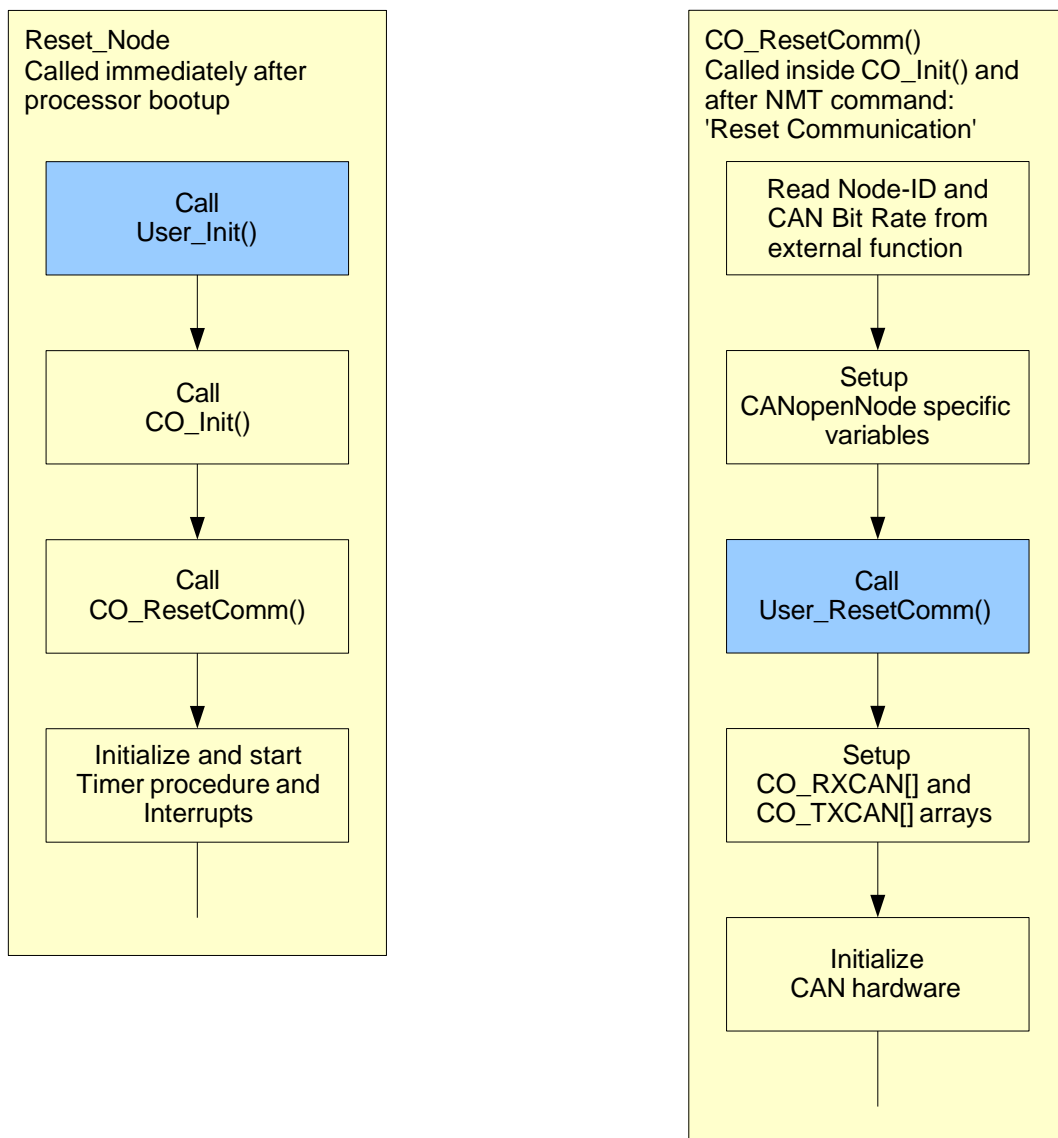 Reset_Node
Called immediately after
processor bootup
Call
User_Init()
Call
CO_Init()
Call
CO_ResetComm()
Initialize and start
Timer procedure and
Interrupts
CO_ResetComm()
Called inside CO_Init() and
after NMT command:
'Reset Communication'
Read Node-ID and
CAN Bit Rate from
external function
Setup
CANopenNode specific
variables
Call
User_ResetComm()
Setup
CO_RXCAN[] and
CO_TXCAN[] arrays
Initialize
CAN hardware